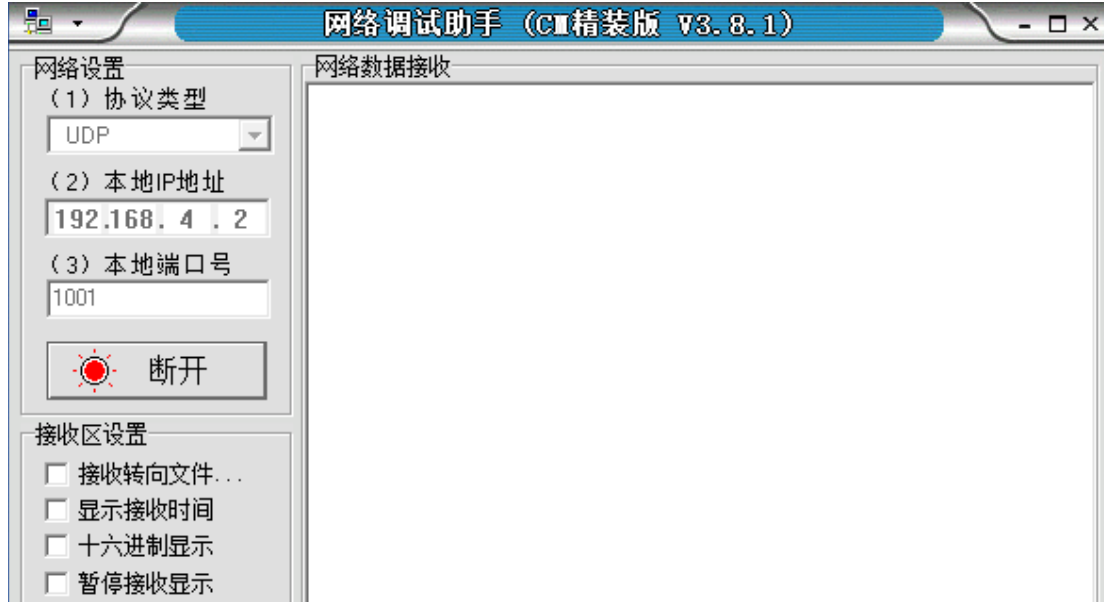 网络调试助手 (CM精装版 V3.8.1)
网络设置
(1) 协议类型
UDP
(2) 本地IP地址
192.168. 4 . 2
(3) 本地端口号
1001
断开
接收区设置
接收转向文件...
显示接收时间
十六进制显示
暂停接收显示
网络数据接收